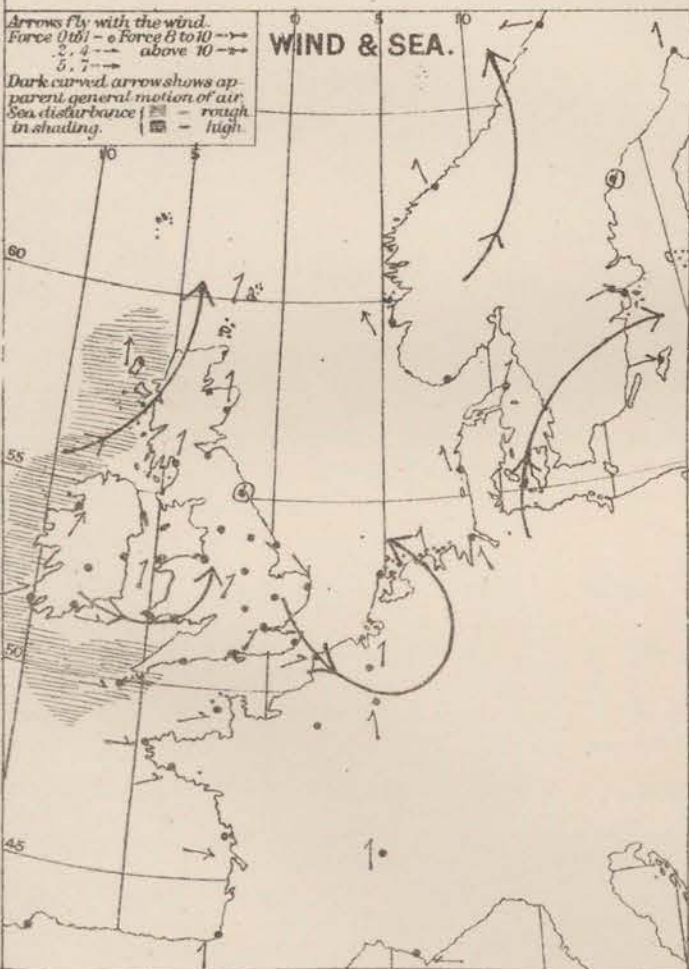 Arrows fly with the wind.
Force 0 to 1 - o Force 8 to 10 -
2. 4 - above 10 -
5. 7 -
Dark curved arrow shows ap-
parent general motion of air.
Sea disturbance { - rough
in shading. { - high.
WIND & SEA.
0
10
10
5
60
55
50
5
45